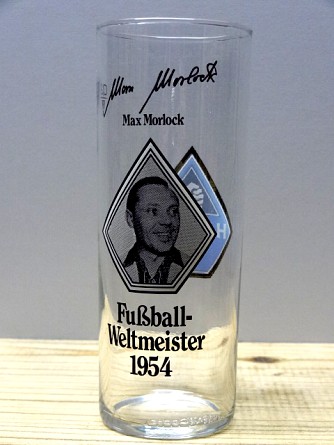 Max Morlock
Max Morlock
Fußball-
Weltmeister
1954
H